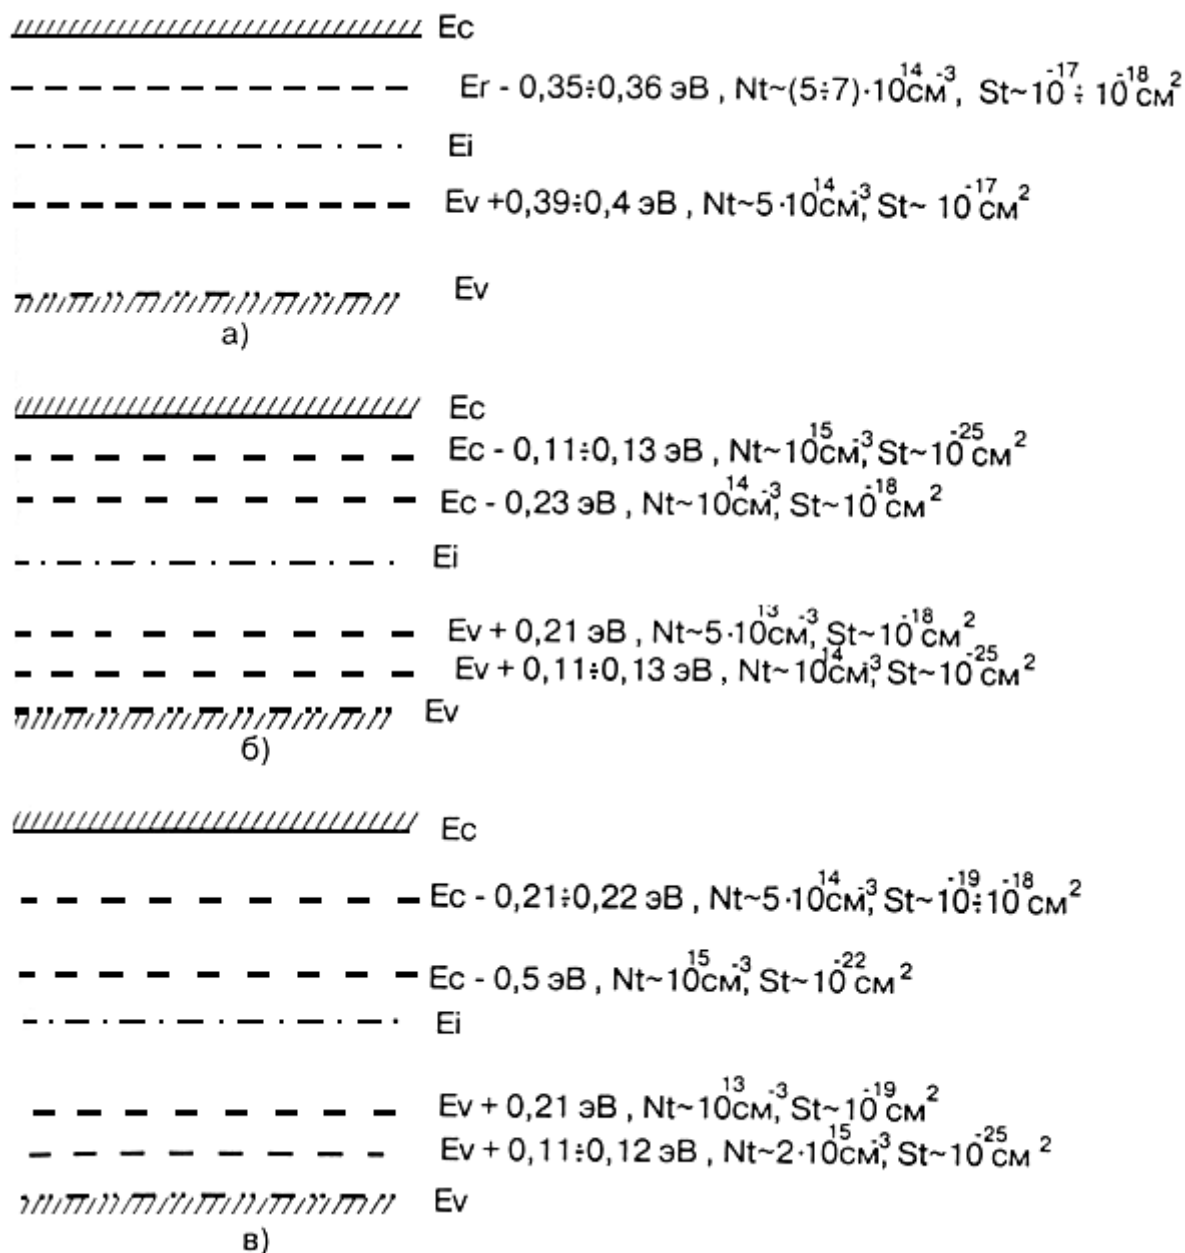 Ec
Er - 0,35÷0,36 эВ , Nt~(5÷7)·10¹⁴см⁻³, St~10⁻¹⁷÷ 10⁻¹⁸см²
Ei
Ev +0,39÷0,4 эВ , Nt~5·10¹⁴см⁻³, St~ 10⁻¹⁷см²
Ev
а)
Ec
Ec - 0,11÷0,13 эВ , Nt~10¹⁵см⁻³, St~10⁻²⁵см²
Ec - 0,23 эВ , Nt~10¹⁴см⁻³, St~10⁻¹⁸см²
Ei
Ev + 0,21 эВ , Nt~5·10¹³см⁻³, St~10⁻¹⁸см²
Ev + 0,11÷0,13 эВ , Nt~10¹⁴см⁻³, St~10⁻²⁵см²
Ev
б)
Ec
Ec - 0,21÷0,22 эВ , Nt~5·10¹⁴см⁻³, St~10⁻¹⁹÷10⁻¹⁸см²
Ec - 0,5 эВ , Nt~10¹⁵см⁻³, St~10⁻²²см²
Ei
Ev + 0,21 эВ , Nt~10¹³см⁻³, St~10⁻¹⁹см²
Ev + 0,11÷0,12 эВ , Nt~2·10¹⁵см⁻³, St~10⁻²⁵см²
Ev
в)